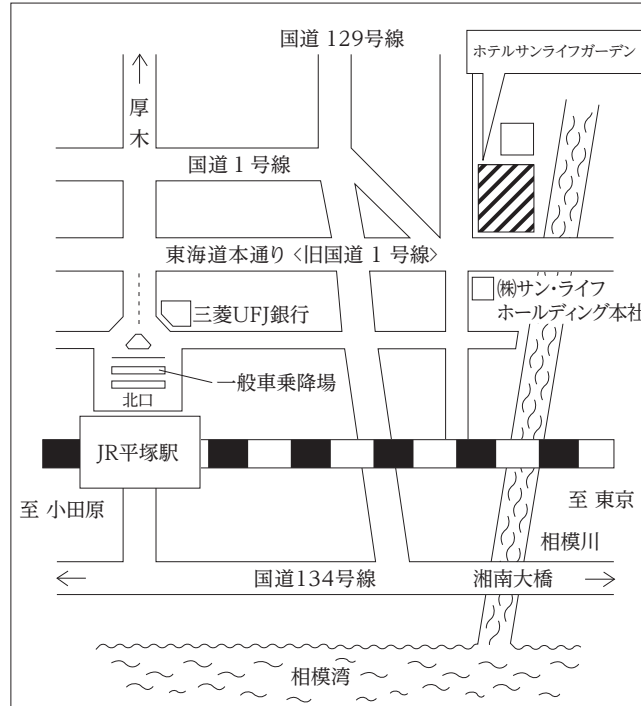 国道 129号線
ホテルサンライフガーデン
厚木
国道 1 号線
東海道本通り〈旧国道 1 号線〉
㈱サン・ライフ
ホールディング本社
三菱UFJ銀行
一般車乗降場
北口
JR平塚駅
至 小田原
至 東京
相模川
国道134号線
湘南大橋
相模湾